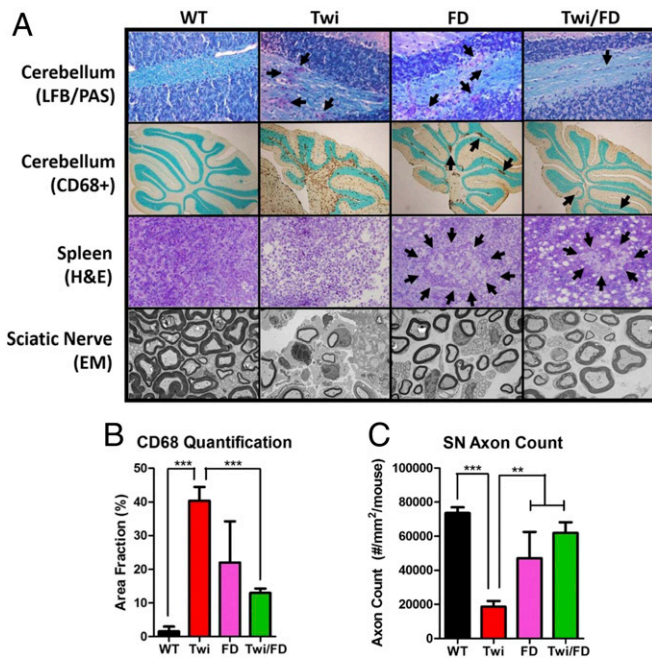 A
WT Twi FD Twi/FD
Cerebellum
(LFB/PAS)
Cerebellum
(CD68+)
Spleen
(H&E)
Sciatic Nerve
(EM)
B
CD68 Quantification
*** ***
Area Fraction (%)
50
40
30
20
10
0
WT Twi FD Twi/FD
C
SN Axon Count
*** **
Axon Count (#/mm²/mouse)
100000
80000
60000
40000
20000
0
WT Twi FD Twi/FD